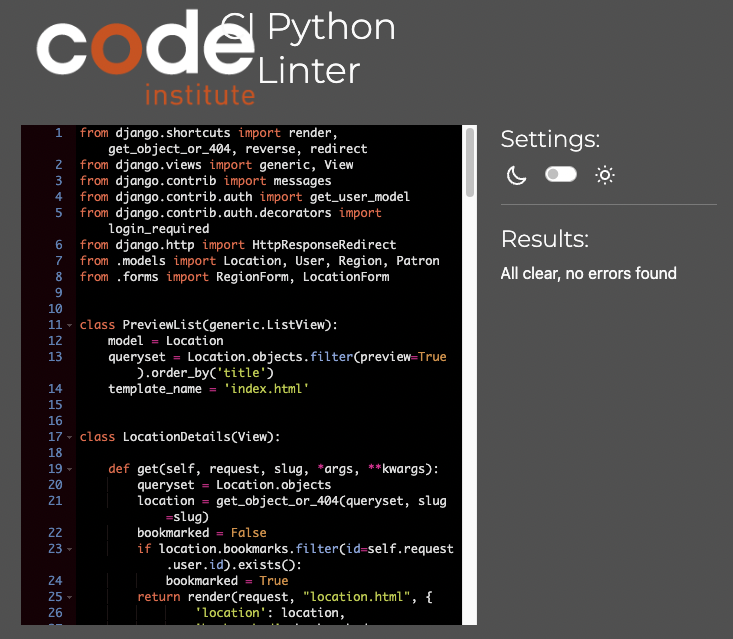 code
institute
CI Python
Linter
1 from django.shortcuts import render,
get_object_or_404, reverse, redirect
2 from django.views import generic, View
3 from django.contrib import messages
4 from django.contrib.auth import get_user_model
5 from django.contrib.auth.decorators import
login_required
6 from django.http import HttpResponseRedirect
7 from .models import Location, User, Region, Patron
8 from .forms import RegionForm, LocationForm
9
10
11 class PreviewList(generic.ListView):
12 model = Location
13 queryset = Location.objects.filter(preview=True
).order_by('title')
14 template_name = 'index.html'
15
16
17 class LocationDetails(View):
18
19 def get(self, request, slug, *args, **kwargs):
20 queryset = Location.objects
21 location = get_object_or_404(queryset, slug
=slug)
22 bookmarked = False
23 if location.bookmarks.filter(id=self.request
.user.id).exists():
24 bookmarked = True
25 return render(request, "location.html", {
26 'location': location,
Settings:
Results:
All clear, no errors found